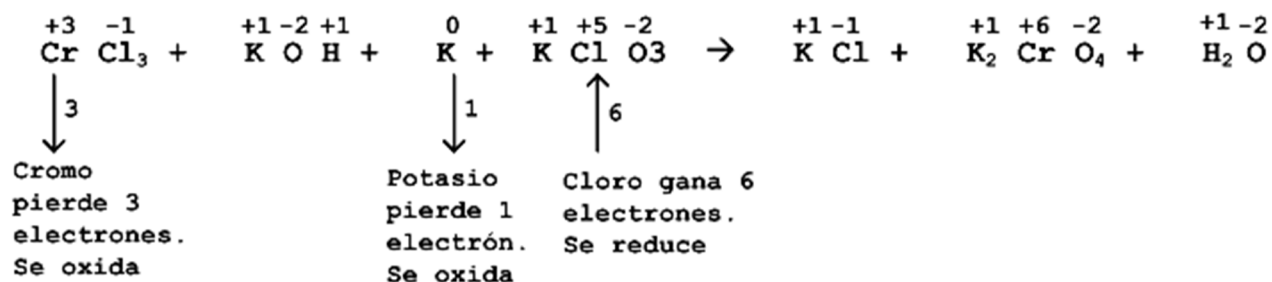 +3 -1 +1 -2 +1 0 +1 +5 -2 +1 -1 +1 +6 -2 +1 -2
Cr Cl₃ + K O H + K + K Cl O3 → K Cl + K₂ Cr O₄ + H₂ O
3 1 6
Cromo
pierde 3
electrones.
Se oxida
Potasio
pierde 1
electrón.
Se oxida
Cloro gana 6
electrones.
Se reduce